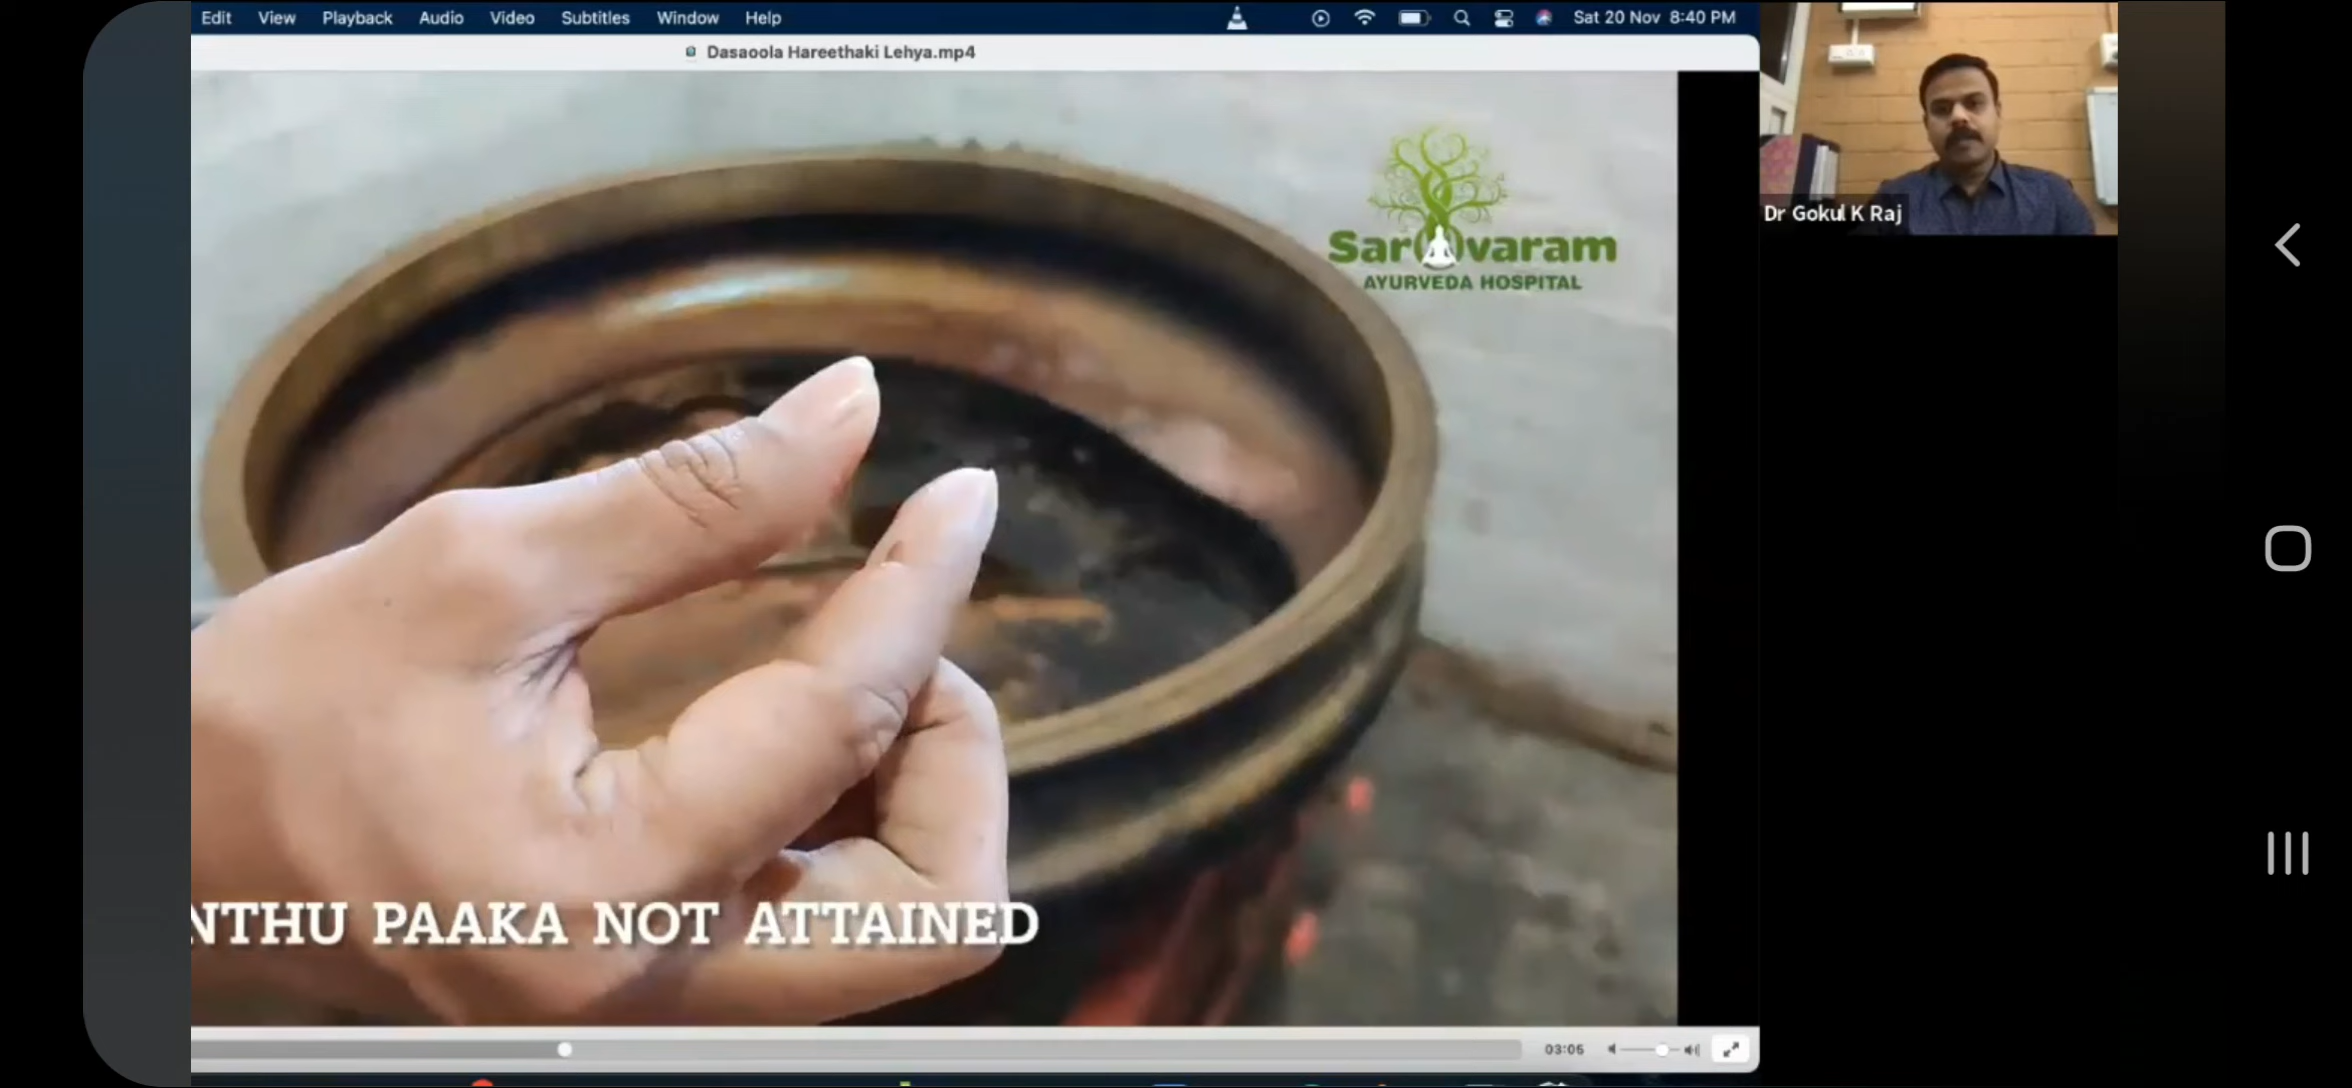 Edit View Playback Audio Video Subtitles Window Help Sat 20 Nov 8:40 PM
Dasaoola Hareethaki Lehya.mp4
Sarovaram
AYURVEDA HOSPITAL
Dr Gokul K Raj
NTHU PAAKA NOT ATTAINED
03:05